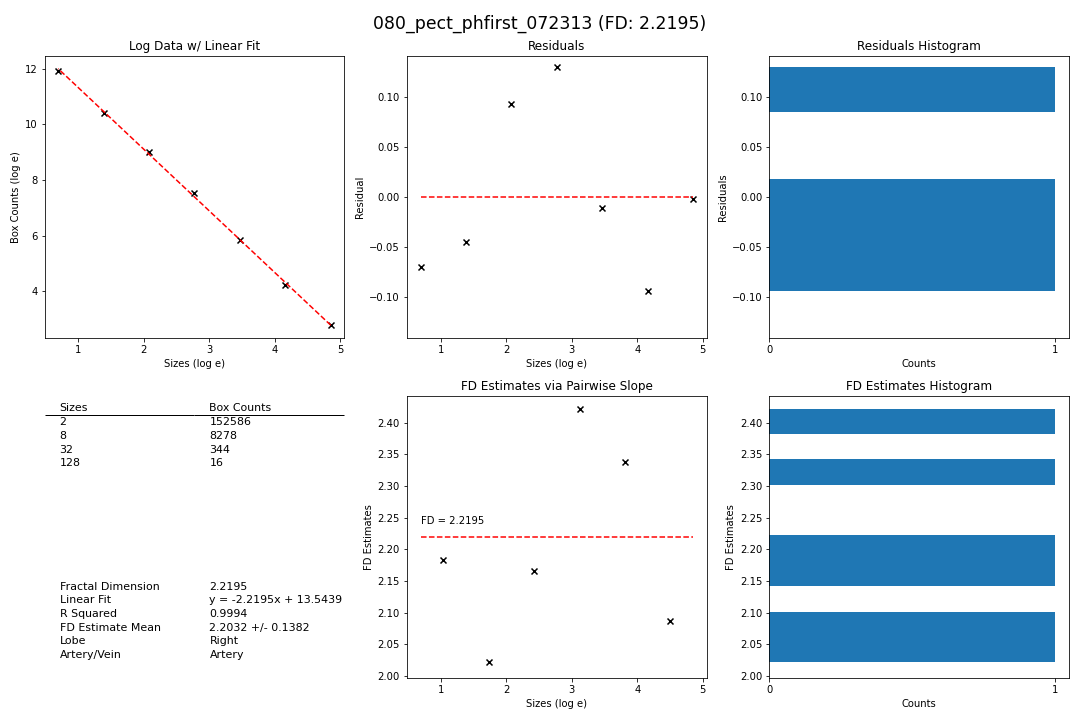 080_pect_phfirst_072313 (FD: 2.2195)
Log Data w/ Linear Fit
Box Counts (log e)
12
10
8
6
4
1 2 3 4 5
Sizes (log e)
Residuals
Residual
0.10
0.05
0.00
−0.05
−0.10
1 2 3 4 5
Sizes (log e)
Residuals Histogram
Residuals
0.10
0.05
0.00
−0.05
−0.10
0 1
Counts
Sizes Box Counts
2 152586
8 8278
32 344
128 16
Fractal Dimension 2.2195
Linear Fit y = -2.2195x + 13.5439
R Squared 0.9994
FD Estimate Mean 2.2032 +/- 0.1382
Lobe Right
Artery/Vein Artery
FD Estimates via Pairwise Slope
FD Estimates
2.40
2.35
2.30
2.25
2.20
2.15
2.10
2.05
2.00
FD = 2.2195
1 2 3 4 5
Sizes (log e)
FD Estimates Histogram
FD Estimates
2.40
2.35
2.30
2.25
2.20
2.15
2.10
2.05
2.00
0 1
Counts